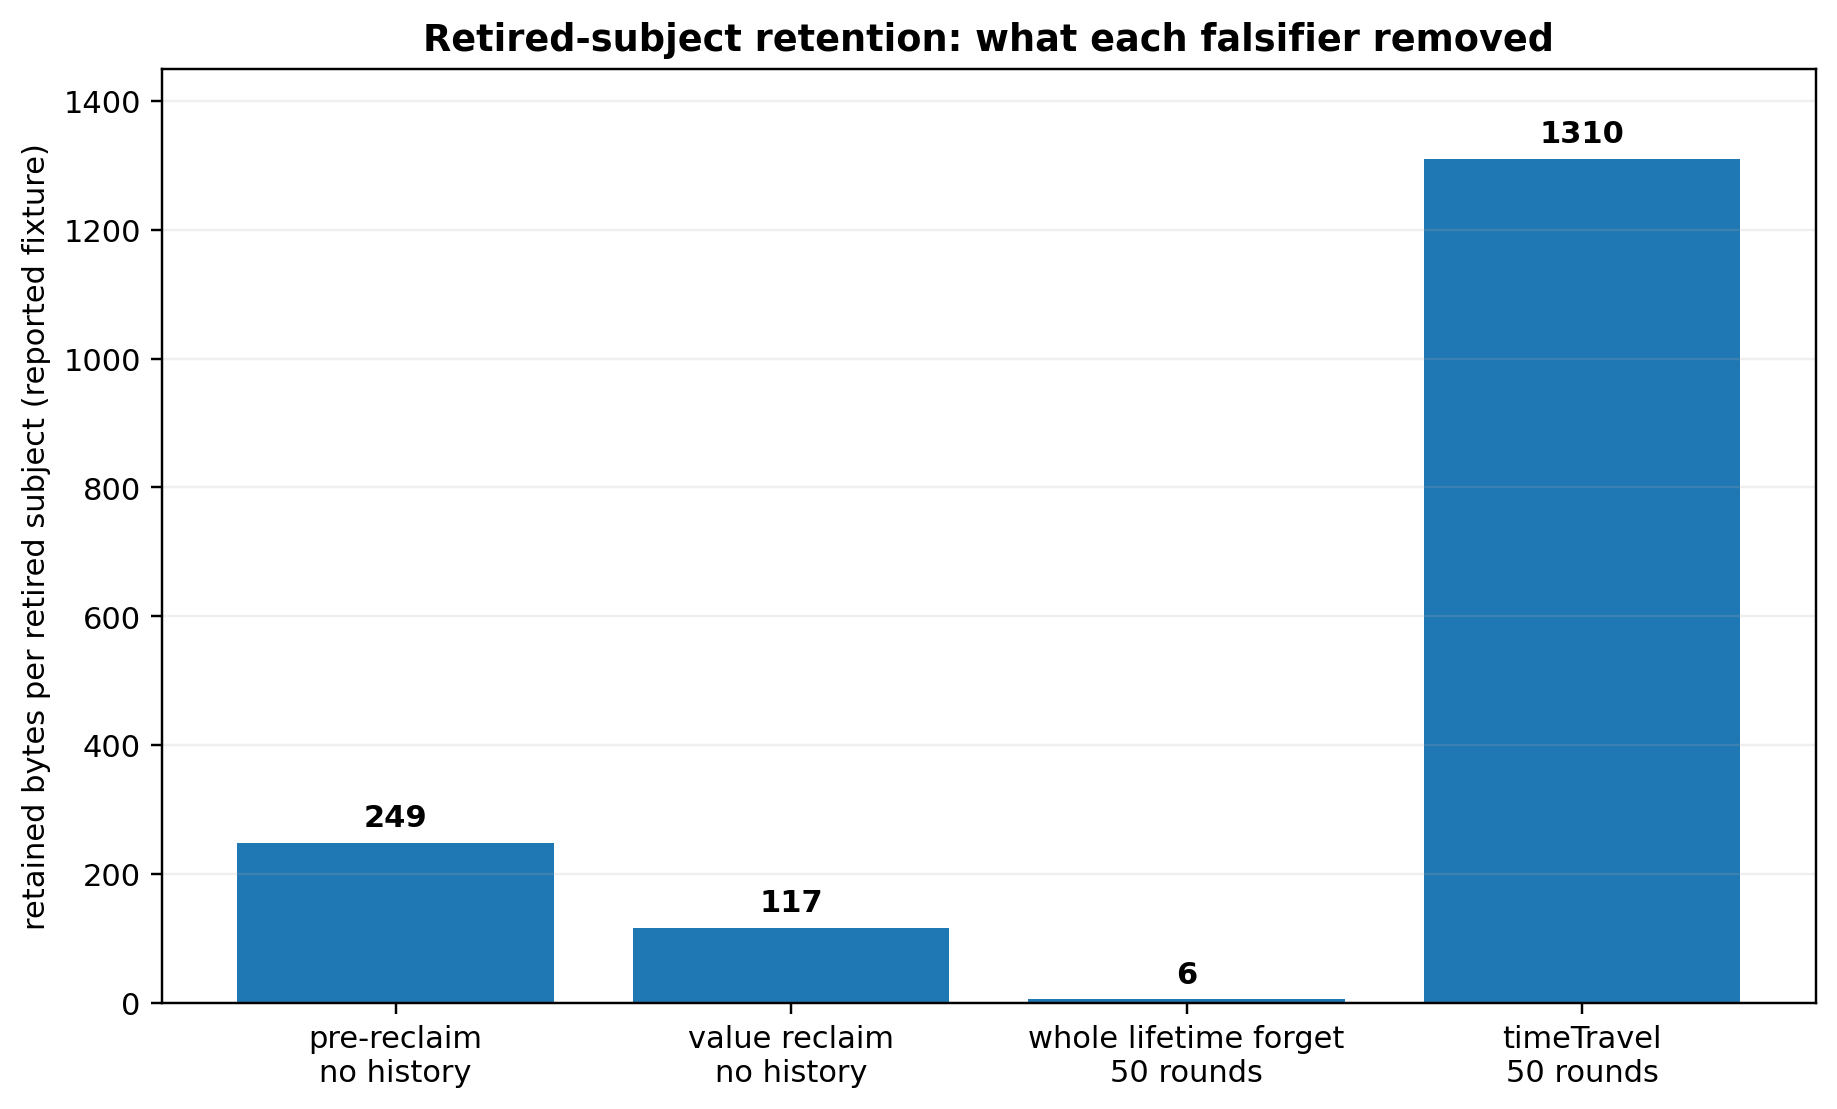 Retired-subject retention: what each falsifier removed
retained bytes per retired subject (reported fixture)
1400
1200
1000
800
600
400
200
0
249
117
6
1310
pre-reclaim
no history
value reclaim
no history
whole lifetime forget
50 rounds
timeTravel
50 rounds